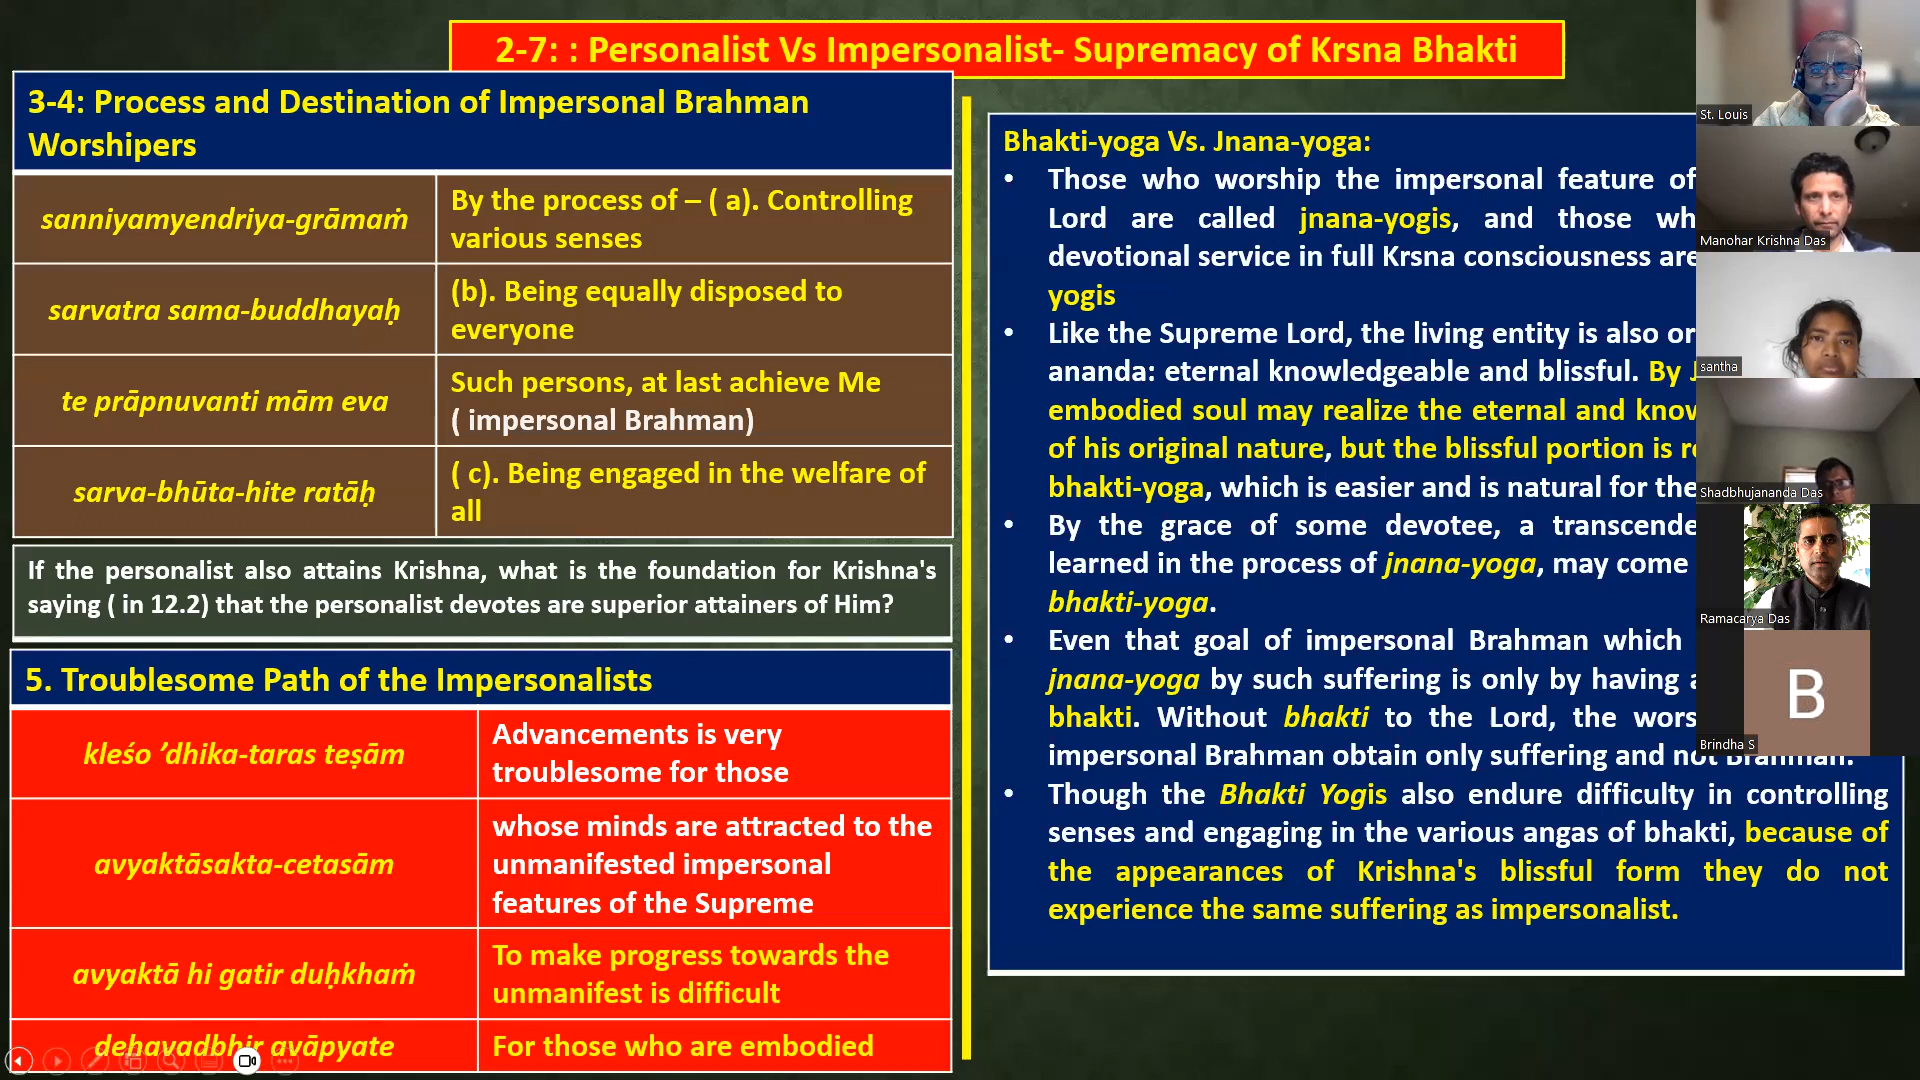 2-7: : Personalist Vs Impersonalist- Supremacy of Krsna Bhakti
3-4: Process and Destination of Impersonal Brahman
Worshipers
sanniyamyendriya-grāmaṁ
By the process of – ( a). Controlling
various senses
sarvatra sama-buddhayaḥ
(b). Being equally disposed to
everyone
te prāpnuvanti mām eva
Such persons, at last achieve Me
( impersonal Brahman)
sarva-bhūta-hite ratāḥ
( c). Being engaged in the welfare of
all
If the personalist also attains Krishna, what is the foundation for Krishna's
saying ( in 12.2) that the personalist devotes are superior attainers of Him?
5. Troublesome Path of the Impersonalists
kleśo ’dhika-taras teṣām
Advancements is very
troublesome for those
avyaktāsakta-cetasām
whose minds are attracted to the
unmanifested impersonal
features of the Supreme
avyaktā hi gatir duḥkhaṁ
To make progress towards the
unmanifest is difficult
dehavadbhir avāpyate
For those who are embodied
Bhakti-yoga Vs. Jnana-yoga:
• Those who worship the impersonal feature of
Lord are called jnana-yogis, and those
devotional service in full Krsna consciousness are
yogis
• Like the Supreme Lord, the living entity is also
ananda: eternal knowledgeable and blissful. By
embodied soul may realize the eternal and
of his original nature, but the blissful portion is
bhakti-yoga, which is easier and is natural for the
• By the grace of some devotee, a
learned in the process of jnana-yoga, may come
bhakti-yoga.
• Even that goal of impersonal Brahman which
jnana-yoga by such suffering is only by having
bhakti. Without bhakti to the Lord, the
impersonal Brahman obtain only suffering and not Brahman.
• Though the Bhakti Yogis also endure difficulty in controlling
senses and engaging in the various angas of bhakti, because of
the appearances of Krishna's blissful form they do not
experience the same suffering as impersonalist.
St. Louis
Manohar Krishna Das
santha
Shadbhujananda Das
Ramacarya Das
B
Brindha S